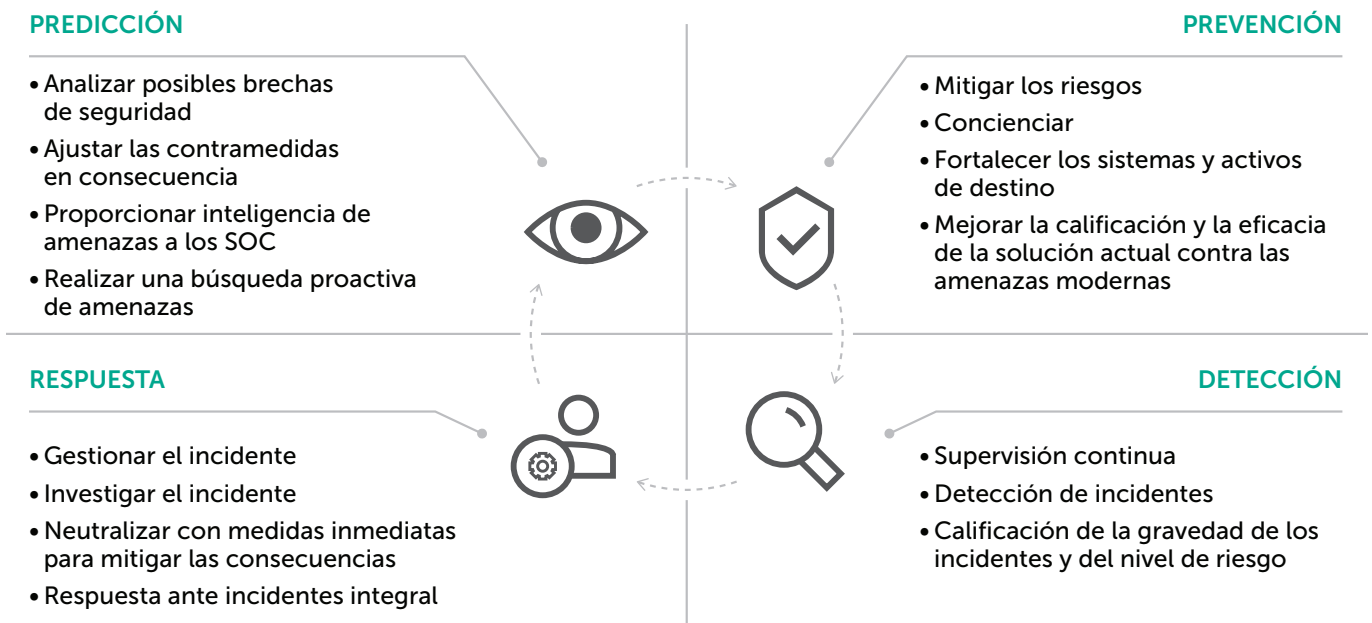 PREDICCIÓN
• Analizar posibles brechas
de seguridad
• Ajustar las contramedidas
en consecuencia
• Proporcionar inteligencia de
amenazas a los SOC
• Realizar una búsqueda proactiva
de amenazas
PREVENCIÓN
• Mitigar los riesgos
• Concienciar
• Fortalecer los sistemas y activos
de destino
• Mejorar la calificación y la eficacia
de la solución actual contra las
amenazas modernas
RESPUESTA
• Gestionar el incidente
• Investigar el incidente
• Neutralizar con medidas inmediatas
para mitigar las consecuencias
• Respuesta ante incidentes integral
DETECCIÓN
• Supervisión continua
• Detección de incidentes
• Calificación de la gravedad de los
incidentes y del nivel de riesgo